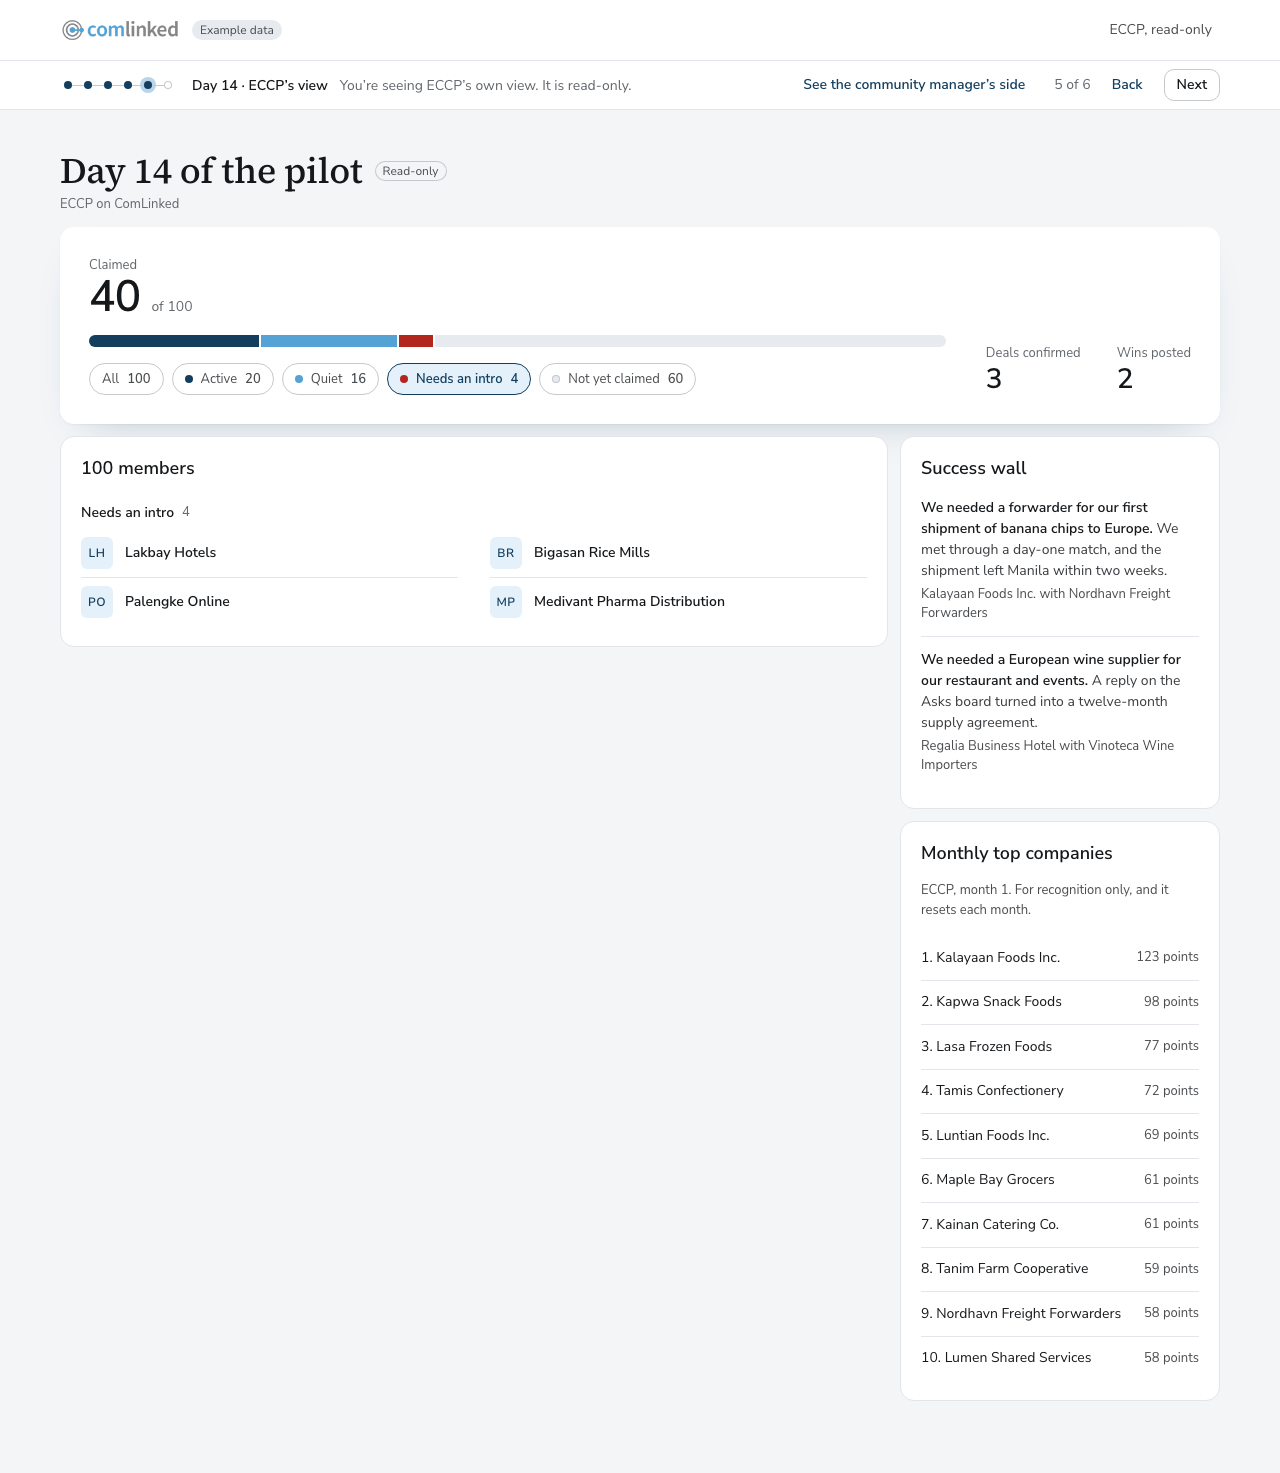 comlinked
Example data
ECCP, read-only
Day 14 · ECCP’s view
You’re seeing ECCP’s own view. It is read-only.
See the community manager’s side
5 of 6
Back
Next
Day 14 of the pilot
Read-only
ECCP on ComLinked
Claimed
40 of 100
All 100
Active 20
Quiet 16
Needs an intro 4
Not yet claimed 60
Deals confirmed
3
Wins posted
2
100 members
Needs an intro 4
LH Lakbay Hotels
BR Bigasan Rice Mills
PO Palengke Online
MP Medivant Pharma Distribution
Success wall
We needed a forwarder for our first
shipment of banana chips to Europe. We
met through a day-one match, and the
shipment left Manila within two weeks.
Kalayaan Foods Inc. with Nordhavn Freight
Forwarders
We needed a European wine supplier for
our restaurant and events. A reply on the
Asks board turned into a twelve-month
supply agreement.
Regalia Business Hotel with Vinoteca Wine
Importers
Monthly top companies
ECCP, month 1. For recognition only, and it
resets each month.
1. Kalayaan Foods Inc. 123 points
2. Kapwa Snack Foods 98 points
3. Lasa Frozen Foods 77 points
4. Tamis Confectionery 72 points
5. Luntian Foods Inc. 69 points
6. Maple Bay Grocers 61 points
7. Kainan Catering Co. 61 points
8. Tanim Farm Cooperative 59 points
9. Nordhavn Freight Forwarders 58 points
10. Lumen Shared Services 58 points